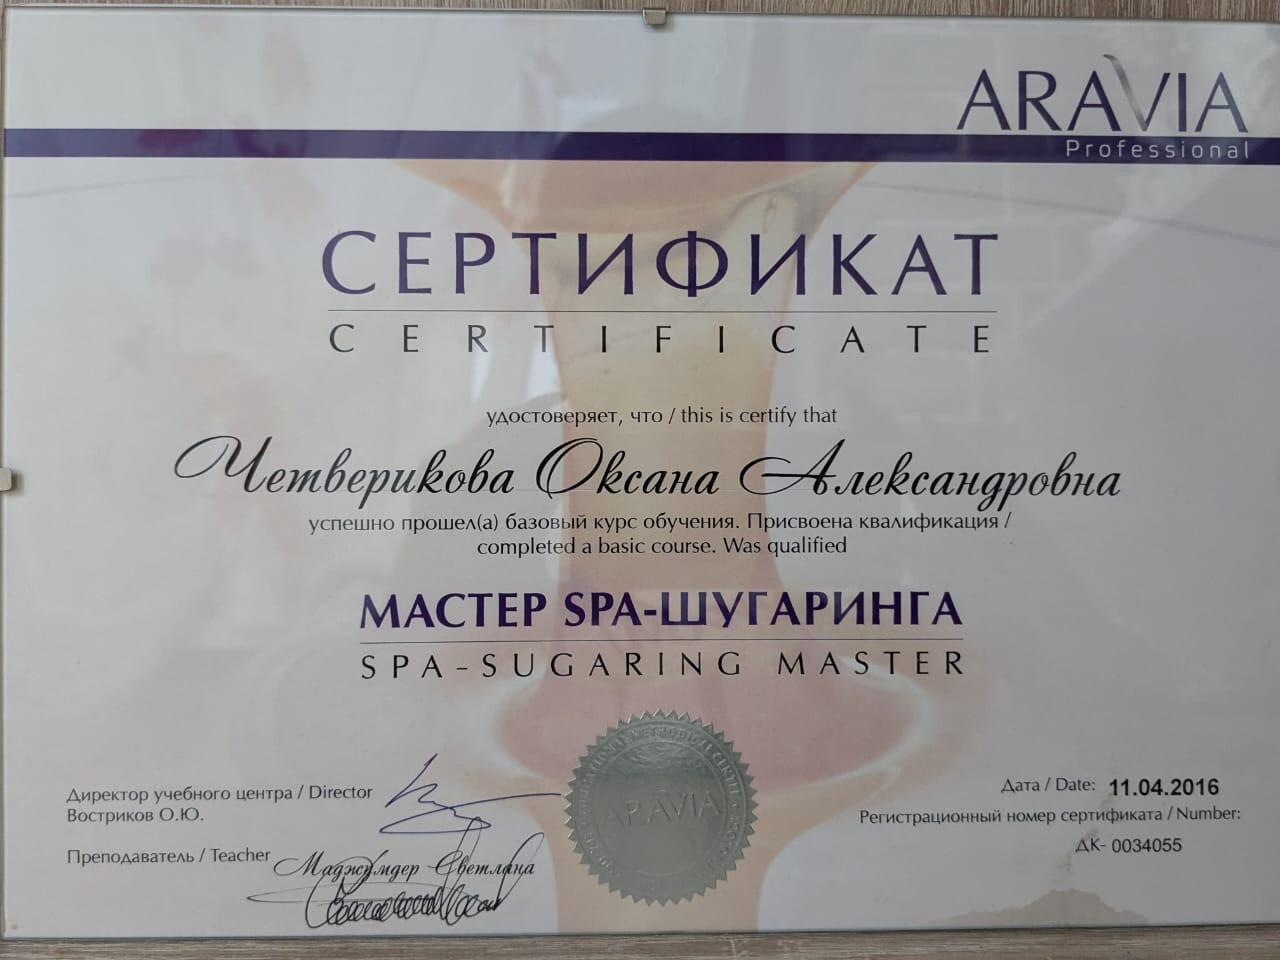 ARAVIA
Professional
СЕРТИФИКАТ
CERTIFICATE
удостоверяет, что / this is certify that
Четверикова Оксана Александровна
успешно прошел(а) базовый курс обучения. Присвоена квалификация /
completed a basic course. Was qualified
МАСТЕР SPA-ШУГАРИНГА
SPA-SUGARING MASTER
Директор учебного центра / Director
Востриков О.Ю.
Преподаватель / Teacher Маджумдер Светлана
ARAVIA
Дата / Date: 11.04.2016
Регистрационный номер сертификата / Number:
ДК- 0034055